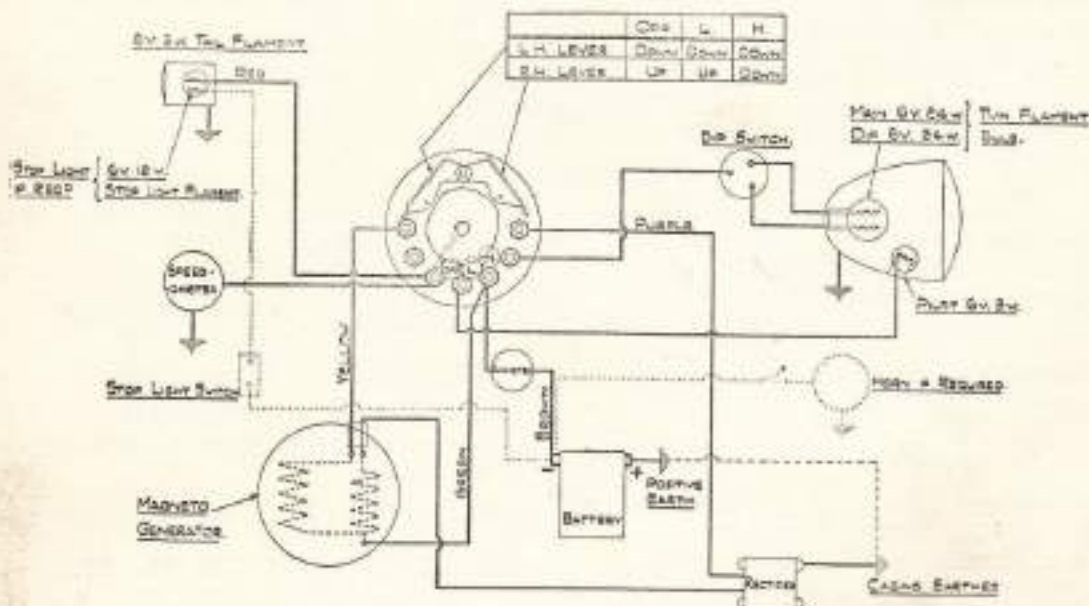 6V. 3W. TAIL FILAMENT
RED
OFF L H
L.H. LEVER DOWN DOWN DOWN
R.H. LEVER UP UP DOWN
STOP LIGHT
IF REQD
6V. 18W.
STOP LIGHT FILAMENT.
DIP SWITCH.
MAIN 6V. 24W.
DIP 6V. 24W.
TWIN FILAMENT
BULB.
PURPLE
SPEED-
OMETER
PILOT 6V. 3W.
YELLOW
STOP LIGHT SWITCH
GREEN
BROWN
HORN IF REQUIRED.
MAGNETO
GENERATOR.
- +
BATTERY
POSITIVE
EARTH
RECTIFIER
CASING EARTHED